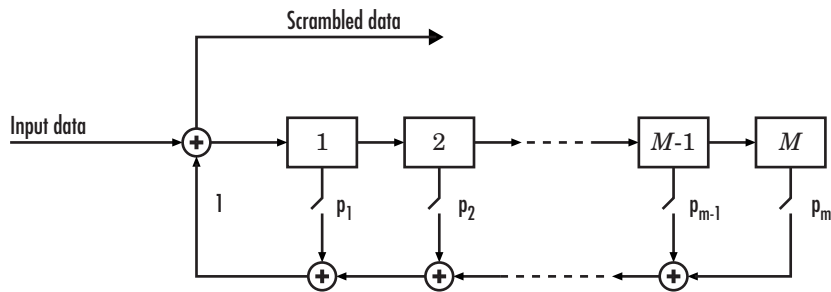 Scrambled data
Input data
1
2
M-1
M
1
p1
p2
pm-1
pm